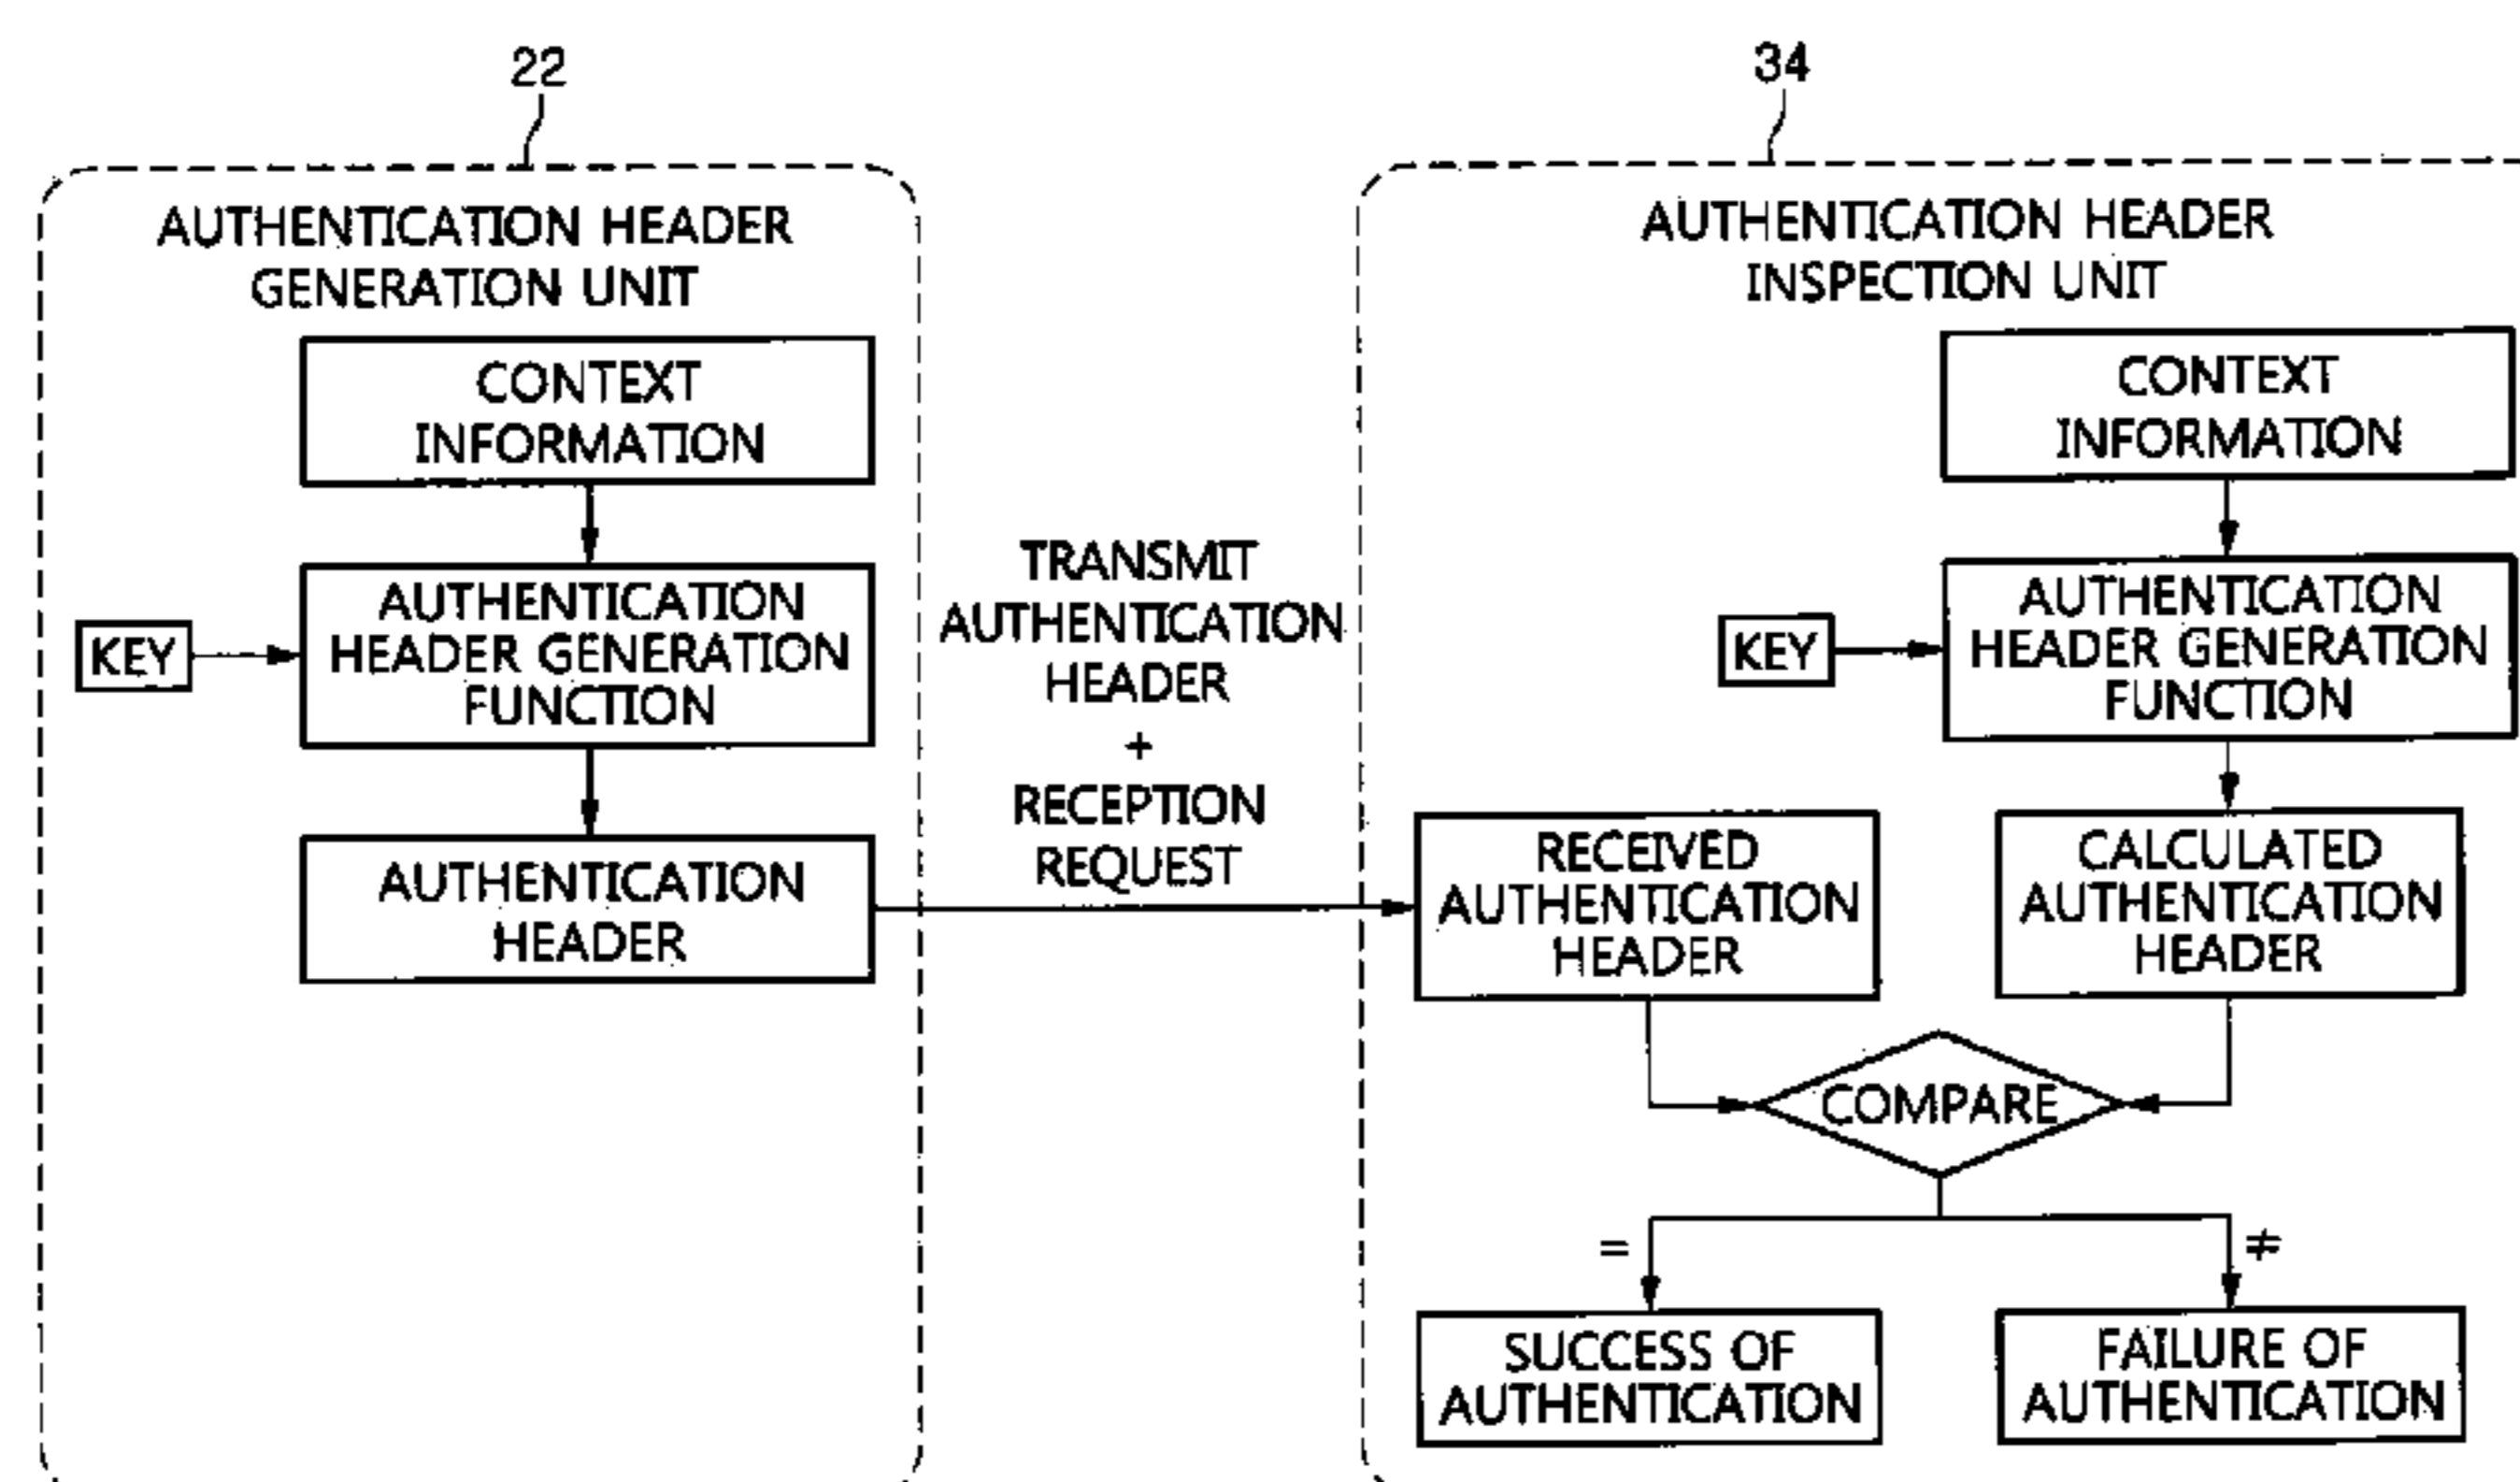 22
AUTHENTICATION HEADER
GENERATION UNIT
CONTEXT
INFORMATION
KEY
AUTHENTICATION
HEADER GENERATION
FUNCTION
AUTHENTICATION
HEADER
TRANSMIT
AUTHENTICATION
HEADER
+
RECEPTION
REQUEST
34
AUTHENTICATION HEADER
INSPECTION UNIT
CONTEXT
INFORMATION
KEY
AUTHENTICATION
HEADER GENERATION
FUNCTION
RECEIVED
AUTHENTICATION
HEADER
CALCULATED
AUTHENTICATION
HEADER
COMPARE
=
≠
SUCCESS OF
AUTHENTICATION
FAILURE OF
AUTHENTICATION